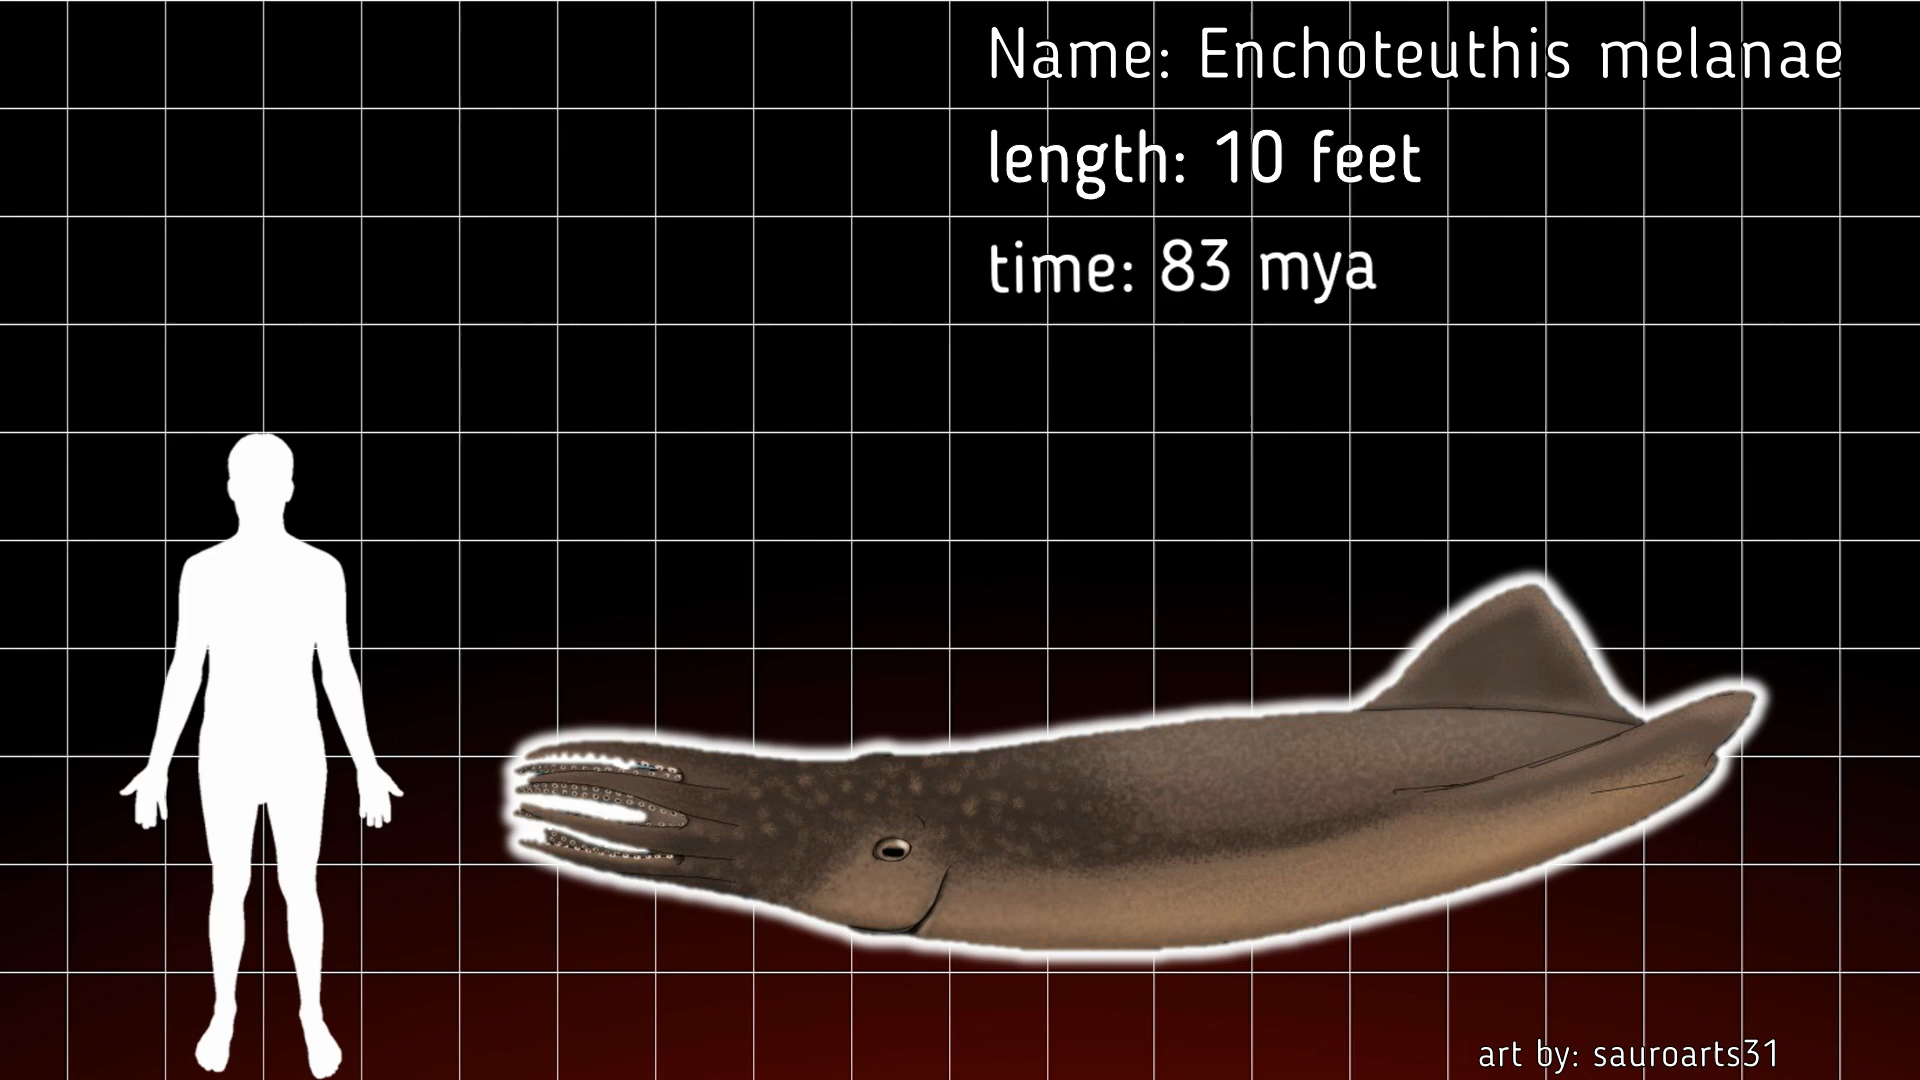 Name: Enchoteuthis melanae
length: 10 feet
time: 83 mya
art by: sauroarts31